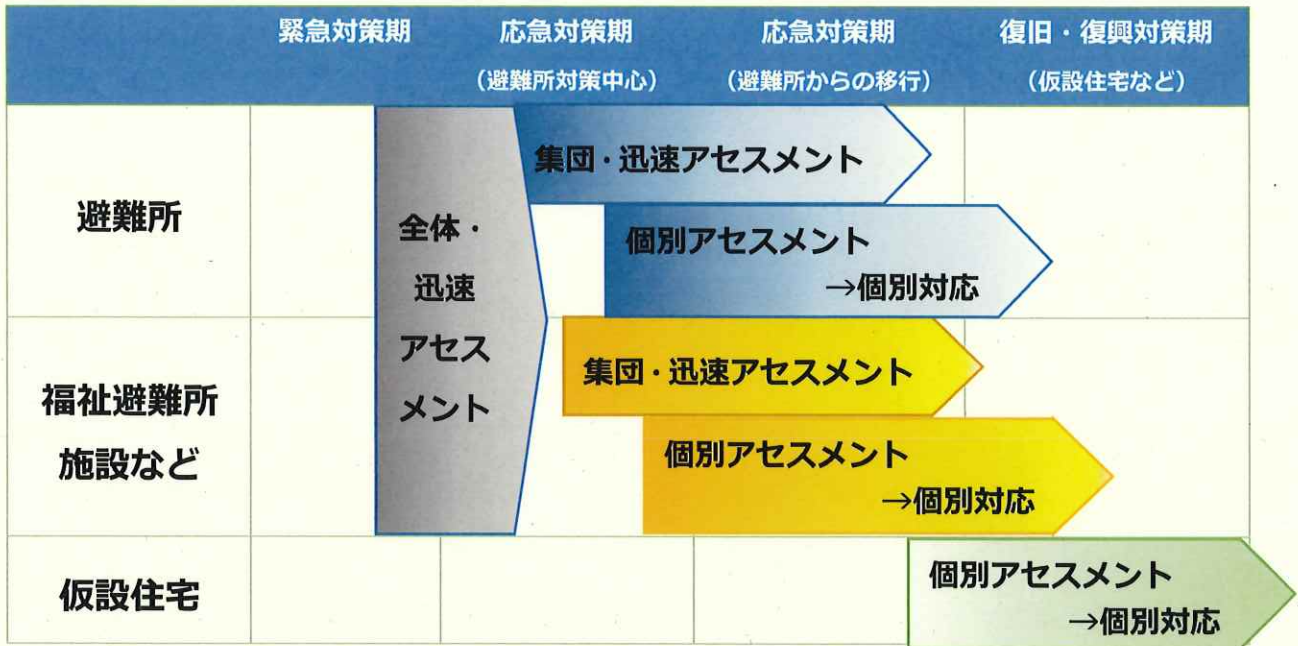 緊急対策期
応急対策期
(避難所対策中心)
応急対策期
(避難所からの移行)
復旧・復興対策期
(仮設住宅など)
避難所
全体・
迅速
アセス
メント
集団・迅速アセスメント
個別アセスメント
→個別対応
福祉避難所
施設など
集団・迅速アセスメント
個別アセスメント
→個別対応
仮設住宅
個別アセスメント
→個別対応